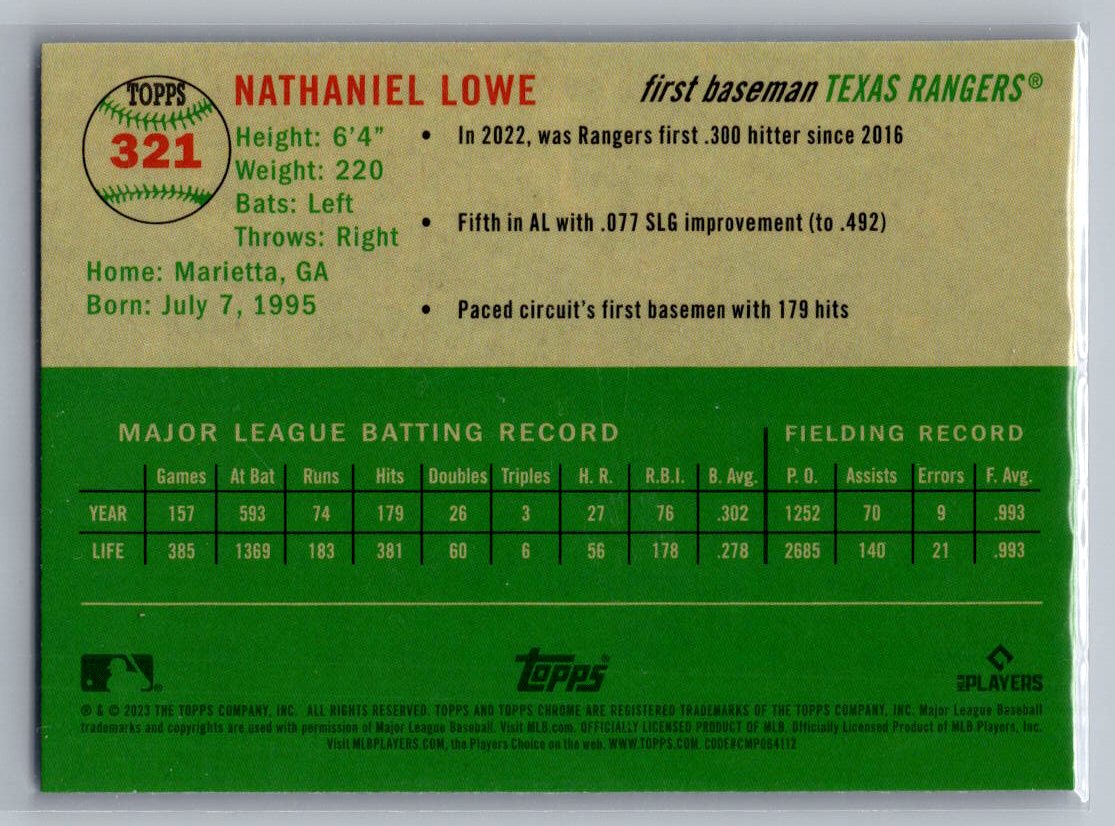 TOPPS
321
NATHANIEL LOWE
first baseman TEXAS RANGERS®
Height: 6'4"
Weight: 220
Bats: Left
Throws: Right
Home: Marietta, GA
Born: July 7, 1995
• In 2022, was Rangers first .300 hitter since 2016
• Fifth in AL with .077 SLG improvement (to .492)
• Paced circuit's first basemen with 179 hits
MAJOR LEAGUE BATTING RECORD FIELDING RECORD
Games At Bat Runs Hits Doubles Triples H. R. R.B.I. B. Avg. P. O. Assists Errors F. Avg.
YEAR 157 593 74 179 26 3 27 76 .302 1252 70 9 .993
LIFE 385 1369 183 381 60 6 56 178 .278 2685 140 21 .993
Topps®
MLB PLAYERS
® & © 2023 THE TOPPS COMPANY, INC. ALL RIGHTS RESERVED. TOPPS AND TOPPS CHROME ARE REGISTERED TRADEMARKS OF THE TOPPS COMPANY, INC. Major League Baseball
trademarks and copyrights are used with permission of Major League Baseball. Visit MLB.com. OFFICIALLY LICENSED PRODUCT OF MLB. Officially Licensed Product of MLB Players, Inc.
Visit MLBPLAYERS.COM, the Players Choice on the web. WWW.TOPPS.COM. CODE#CMP064112